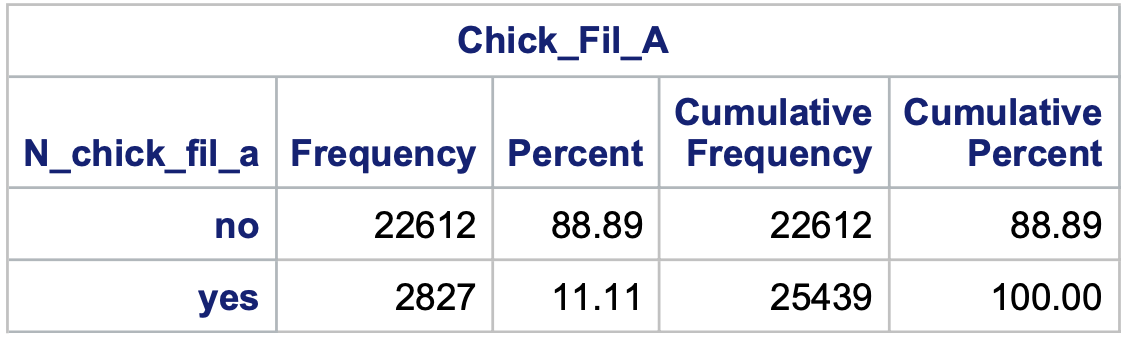 Chick_Fil_A
N_chick_fil_a Frequency Percent Cumulative Frequency Cumulative Percent
no 22612 88.89 22612 88.89
yes 2827 11.11 25439 100.00